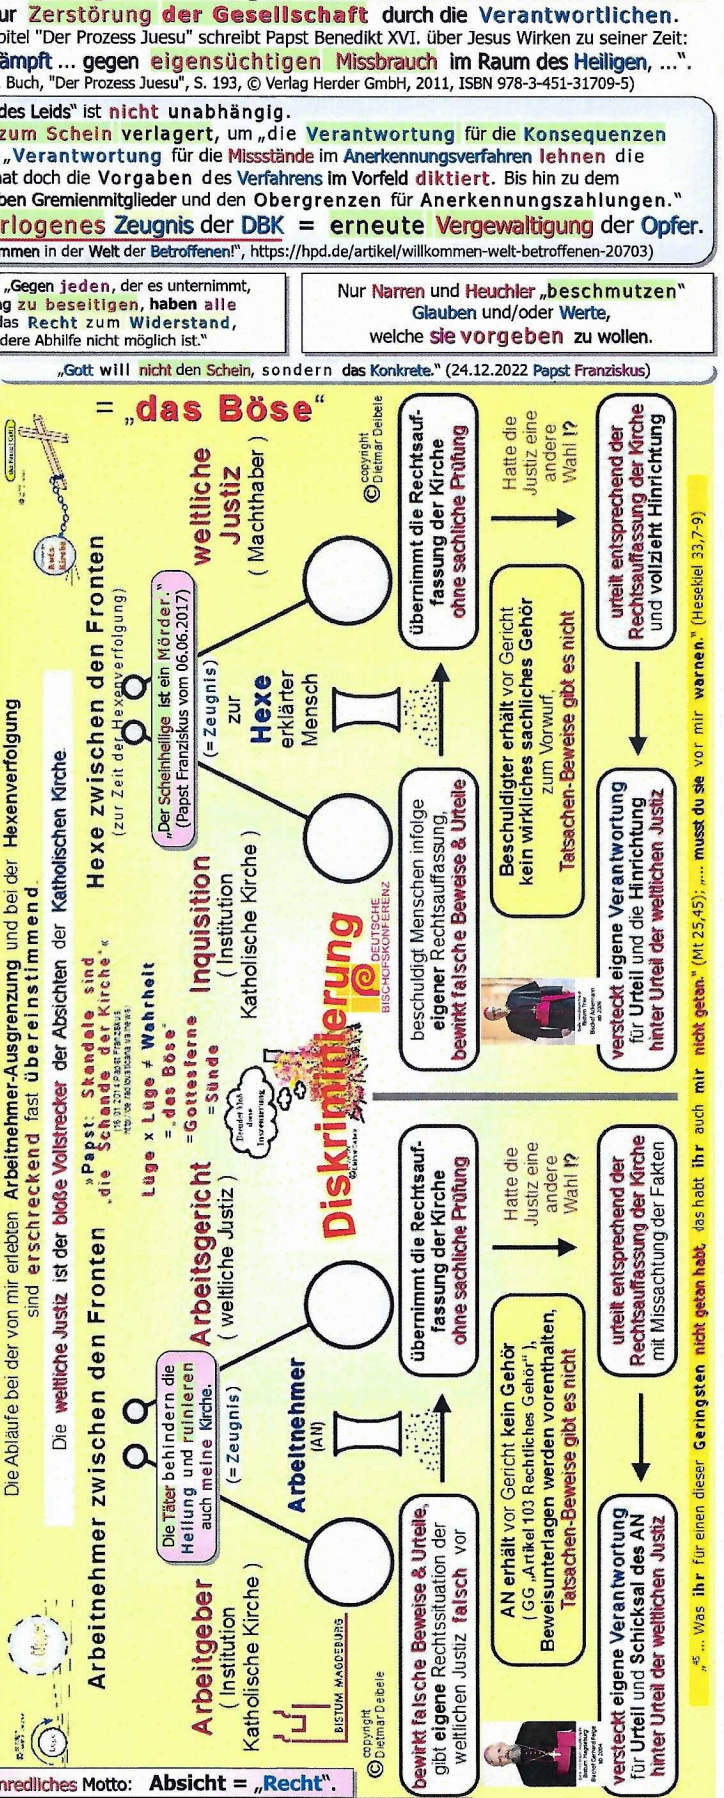 ur Zerstörung der Gesellschaft durch die Verantwortlichen.
pitel "Der Prozess Juesu" schreibt Papst Benedikt XVI. über Jesus Wirken zu seiner Zeit:
ämpft ... gegen eigensüchtigen Missbrauch im Raum des Heiligen, ...“.
. Buch, "Der Prozess Juesu", S. 193, © Verlag Herder GmbH, 2011, ISBN 978-3-451-31709-5)
des Leids“ ist nicht unabhängig.
zum Schein verlagert, um „die Verantwortung für die Konsequenzen
„Verantwortung für die Missstände im Anerkennungsverfahren lehnen die
at doch die Vorgaben des Verfahrens im Vorfeld diktiert. Bis hin zu dem
ben Gremienmitglieder und den Obergrenzen für Anerkennungszahlungen.“
rlogenes Zeugnis der DBK = erneute Vergewaltigung der Opfer.
mmen in der Welt der Betroffenen!", https://hpd.de/artikel/willkommen-welt-betroffenen-20703)
„Gegen jeden, der es unternimmt,
g zu beseitigen, haben alle
das Recht zum Widerstand,
dere Abhilfe nicht möglich ist.“
Nur Narren und Heuchler „beschmutzen“
Glauben und/oder Werte,
welche sie vorgeben zu wollen.
„Gott will nicht den Schein, sondern das Konkrete.“ (24.12.2022 Papst Franziskus)
Die Abläufe bei der von mir erlebten Arbeitnehmer-Ausgrenzung und bei der Hexenverfolgung
sind erschreckend fast übereinstimmend.
Die weltliche Justiz ist der bloße Vollstrecker der Absichten der Katholischen Kirche.
Arbeitnehmer zwischen den Fronten
» Papst: Skandale sind
„die Schande der Kirche“«
(16.01.2014 Papst Franziskus,
Lüge x Lüge ≠ Wahrheit
= „das Böse“
= Gottesferne
= Sünde
Hexe zwischen den Fronten
(zur Zeit der Hexenverfolgung)
= „das Böse“
Die Täter behindern die
Heilung und ruinieren
auch meine Kirche.
(= Zeugnis)
Arbeitgeber
( Institution
Katholische Kirche )
BISTUM MAGDEBURG
© copyright
Dietmar Deibele
Arbeitnehmer
(AN)
Arbeitsgericht
( weltliche Justiz )
Diskriminierung
DEUTSCHE
BISCHOFSKONFERENZ
„Der Scheinheilige ist ein Mörder.“
(Papst Franziskus vom 06.06.2017)
(= Zeugnis)
Inquisition
( Institution
Katholische Kirche )
zur
Hexe
erklärter
Mensch
weltliche
Justiz
( Machthaber )
© copyright
Dietmar Deibele
bewirkt falsche Beweise & Urteile,
gibt eigene Rechtssituation der
weltlichen Justiz falsch vor
übernimmt die Rechtsauf-
fassung der Kirche
ohne sachliche Prüfung
AN erhält vor Gericht kein Gehör
( GG „Artikel 103 Rechtliches Gehör“ ),
Beweisunterlagen werden vorenthalten,
Tatsachen-Beweise gibt es nicht
Hatte die
Justiz eine
andere
Wahl !?
versteckt eigene Verantwortung
für Urteil und Schicksal des AN
hinter Urteil der weltlichen Justiz
urteilt entsprechend der
Rechtsauffassung der Kirche
mit Missachtung der Fakten
beschuldigt Menschen infolge
eigener Rechtsauffassung,
bewirkt falsche Beweise & Urteile
übernimmt die Rechtsauf-
fassung der Kirche
ohne sachliche Prüfung
Beschuldigter erhält vor Gericht
kein wirkliches sachliches Gehör
zum Vorwurf,
Tatsachen-Beweise gibt es nicht
Hatte die
Justiz eine
andere
Wahl !?
versteckt eigene Verantwortung
für Urteil und die Hinrichtung
hinter Urteil der weltlichen Justiz
urteilt entsprechend der
Rechtsauffassung der Kirche
und vollzieht Hinrichtung
„45 ... Was ihr für einen dieser Geringsten nicht getan habt, das habt ihr auch mir nicht getan.“ (Mt 25,45); „... musst du sie vor mir warnen.“ (Hesekiel 33,7-9)
nredliches Motto: Absicht = „Recht“.